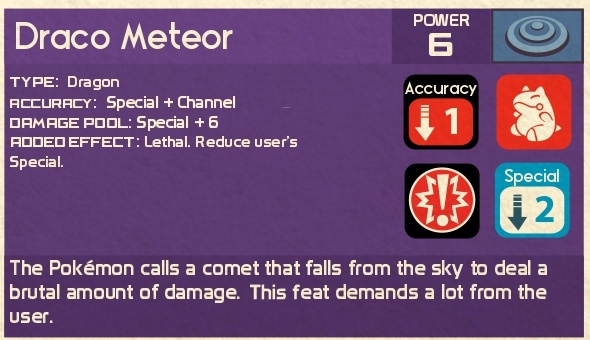 Draco Meteor
POWER
6
TYPE: Dragon
ACCURACY: Special + Channel
DAMAGE POOL: Special + 6
ADDED EFFECT: Lethal. Reduce user's
Special.
Accuracy
1
Special
2
The Pokémon calls a comet that falls from the sky to deal a
brutal amount of damage. This feat demands a lot from the
user.